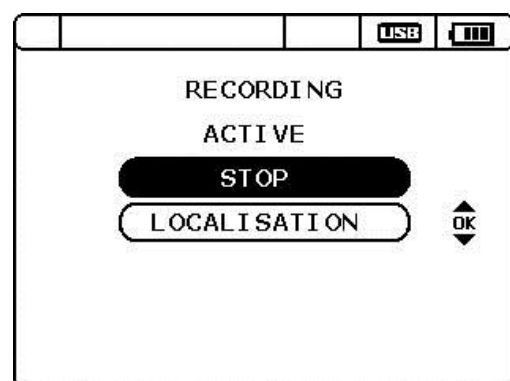 USB
RECORDING
ACTIVE
STOP
LOCALISATION
OK